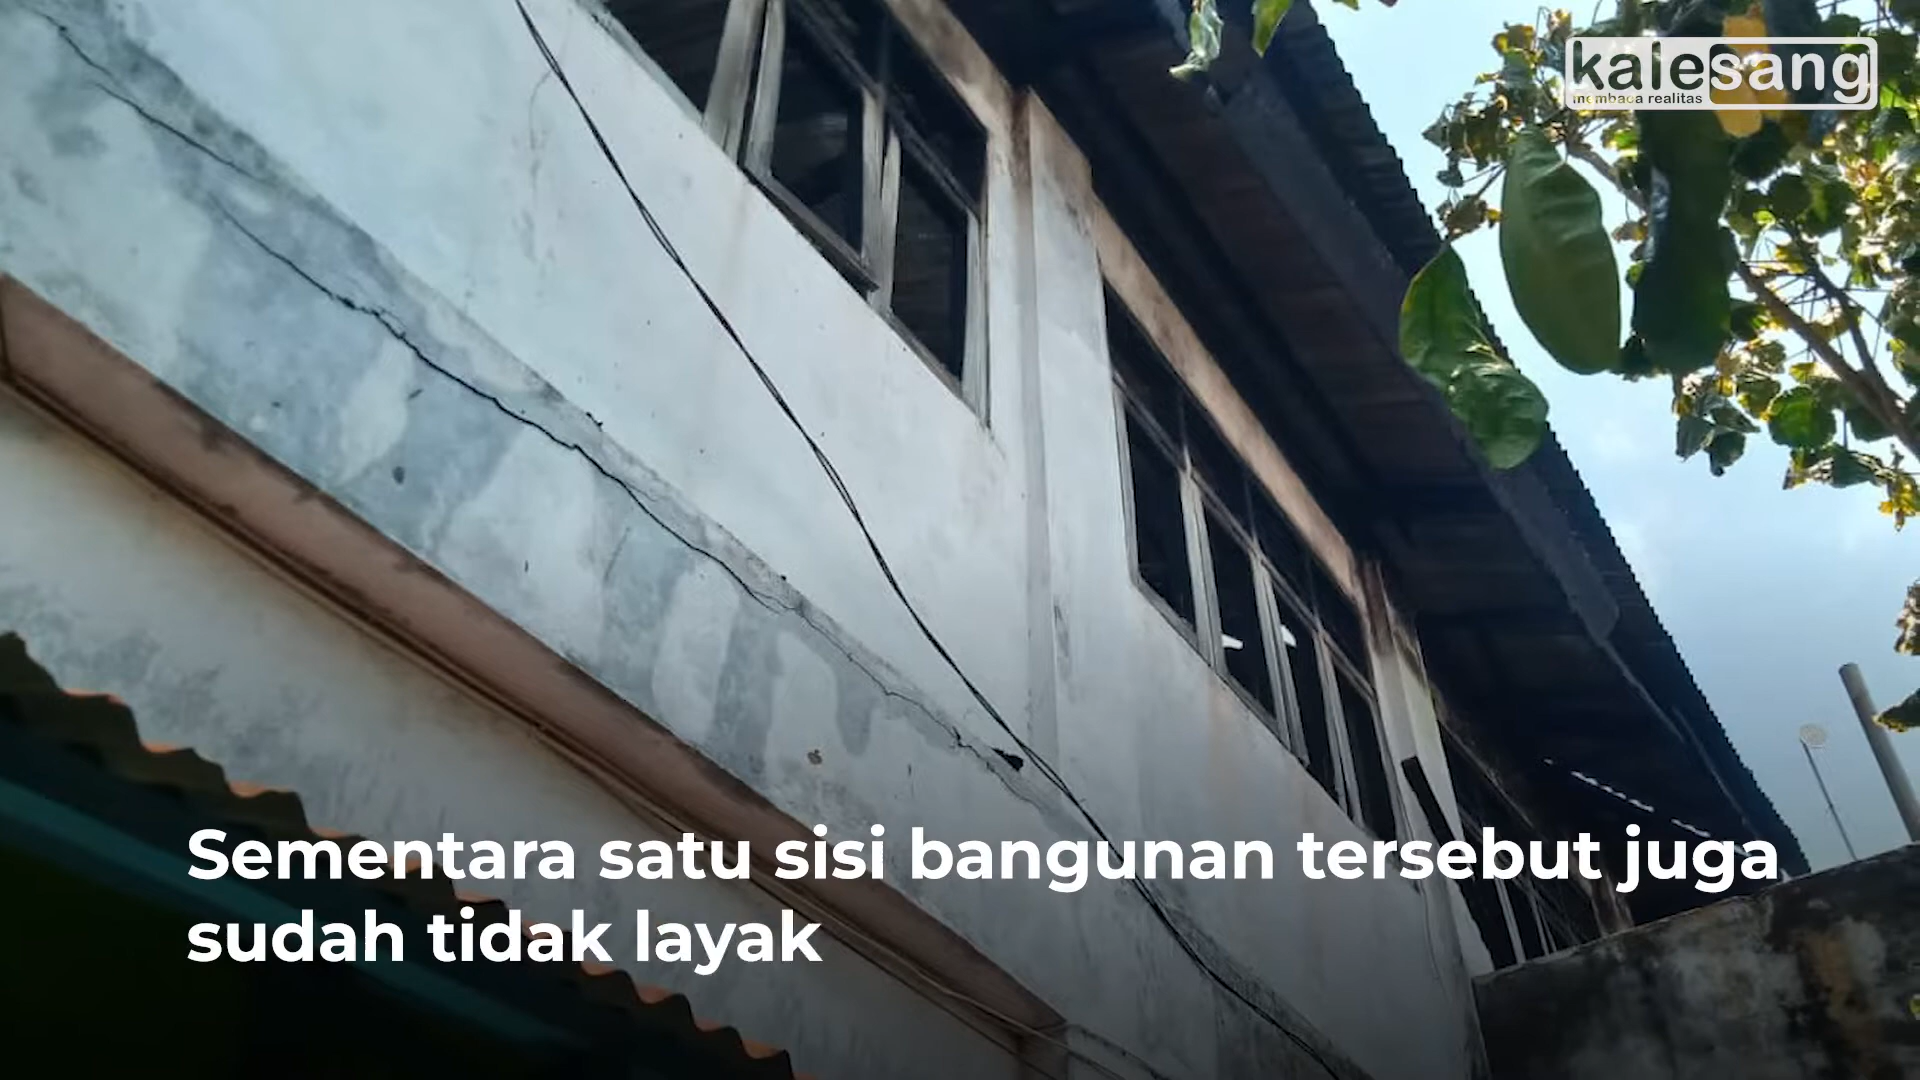 kalesang
membaca realitas
Sementara satu sisi bangunan tersebut juga
sudah tidak layak